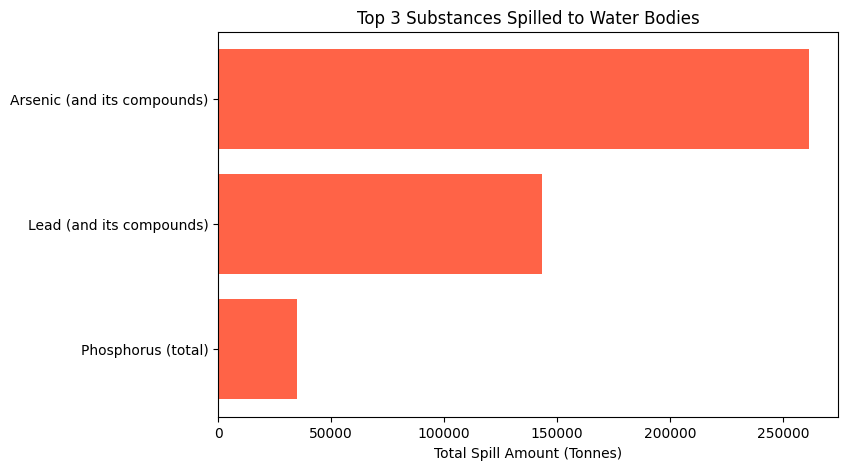 Top 3 Substances Spilled to Water Bodies
Arsenic (and its compounds)
Lead (and its compounds)
Phosphorus (total)
0 50000 100000 150000 200000 250000
Total Spill Amount (Tonnes)